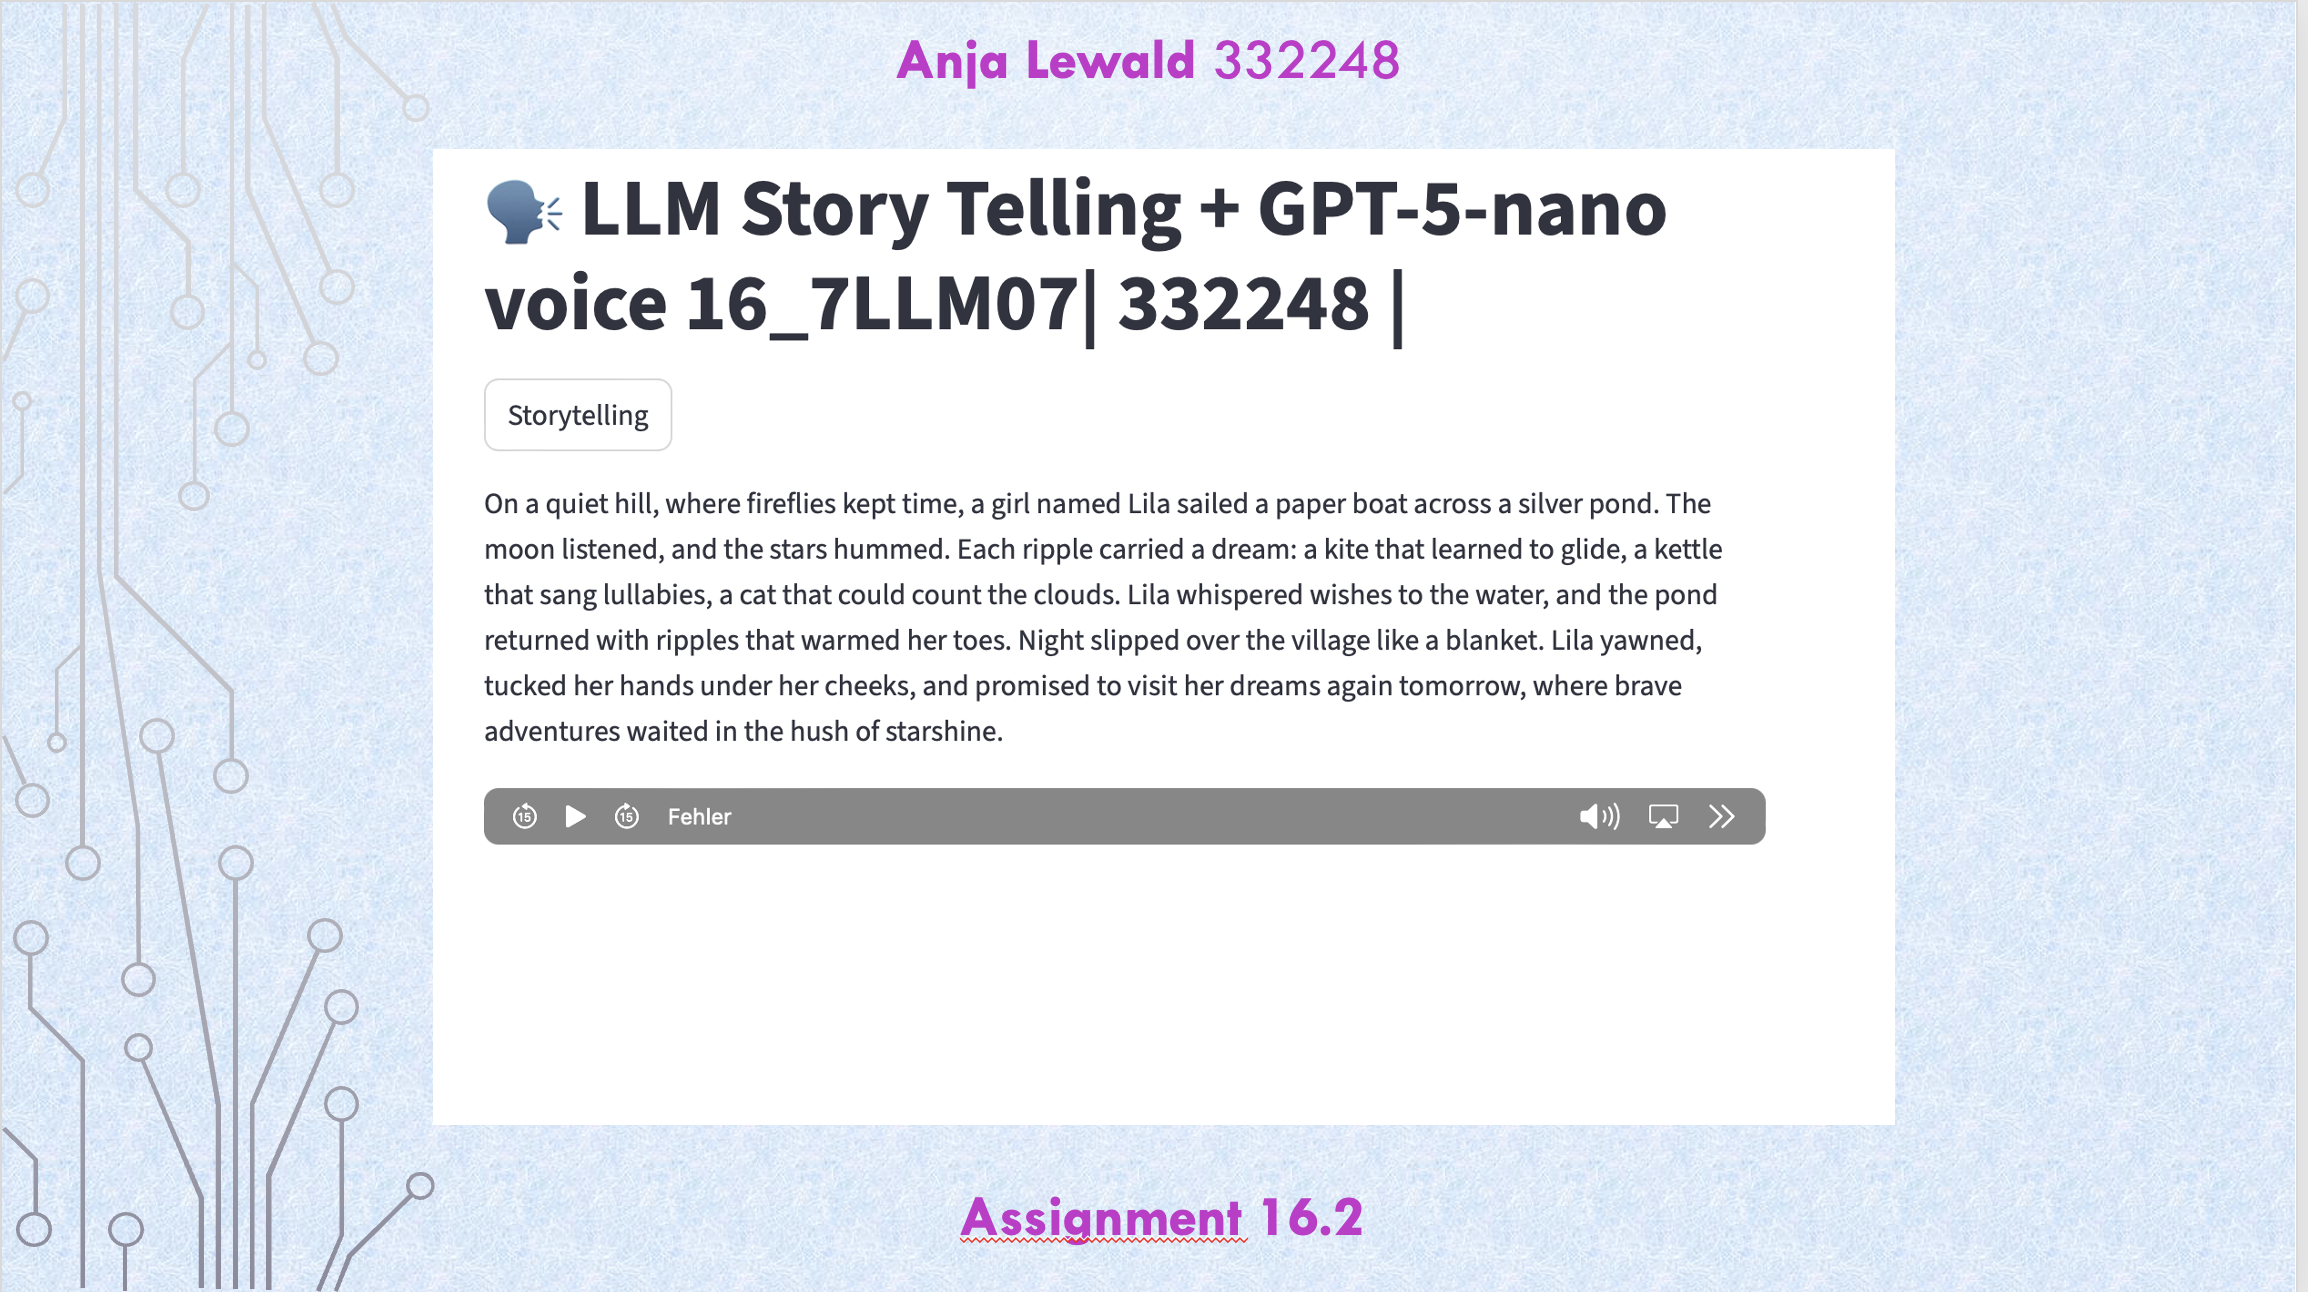 Anja Lewald 332248
🗣 LLM Story Telling + GPT-5-nano
voice 16_7LLM07| 332248 |
Storytelling
On a quiet hill, where fireflies kept time, a girl named Lila sailed a paper boat across a silver pond. The
moon listened, and the stars hummed. Each ripple carried a dream: a kite that learned to glide, a kettle
that sang lullabies, a cat that could count the clouds. Lila whispered wishes to the water, and the pond
returned with ripples that warmed her toes. Night slipped over the village like a blanket. Lila yawned,
tucked her hands under her cheeks, and promised to visit her dreams again tomorrow, where brave
adventures waited in the hush of starshine.
15 15 Fehler
Assignment 16.2